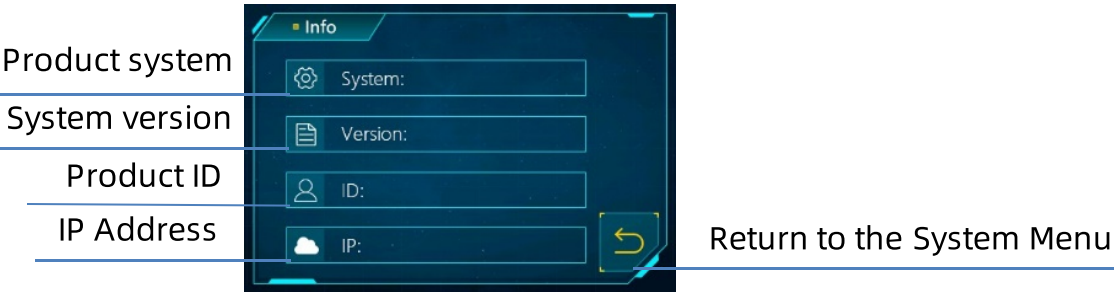 Info
Product system
System:
System version
Version:
Product ID
ID:
IP Address
IP:
Return to the System Menu